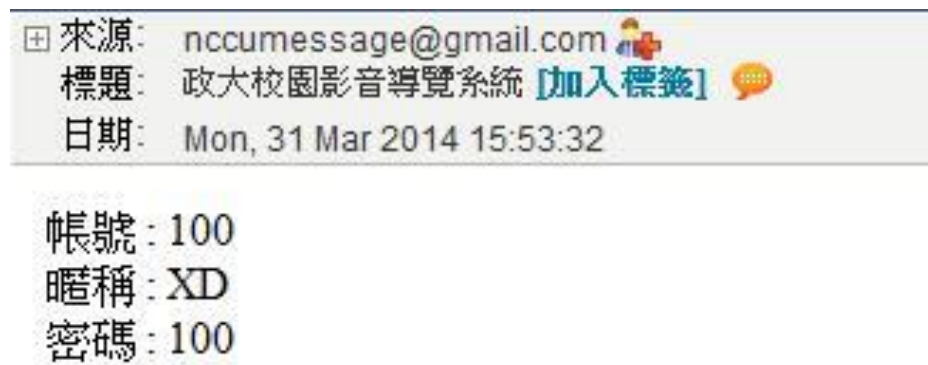 來源: nccumessage@gmail.com
標題: 政大校園影音導覽系統 [加入標籤]
日期: Mon, 31 Mar 2014 15:53:32
帳號 : 100
暱稱 : XD
密碼 : 100